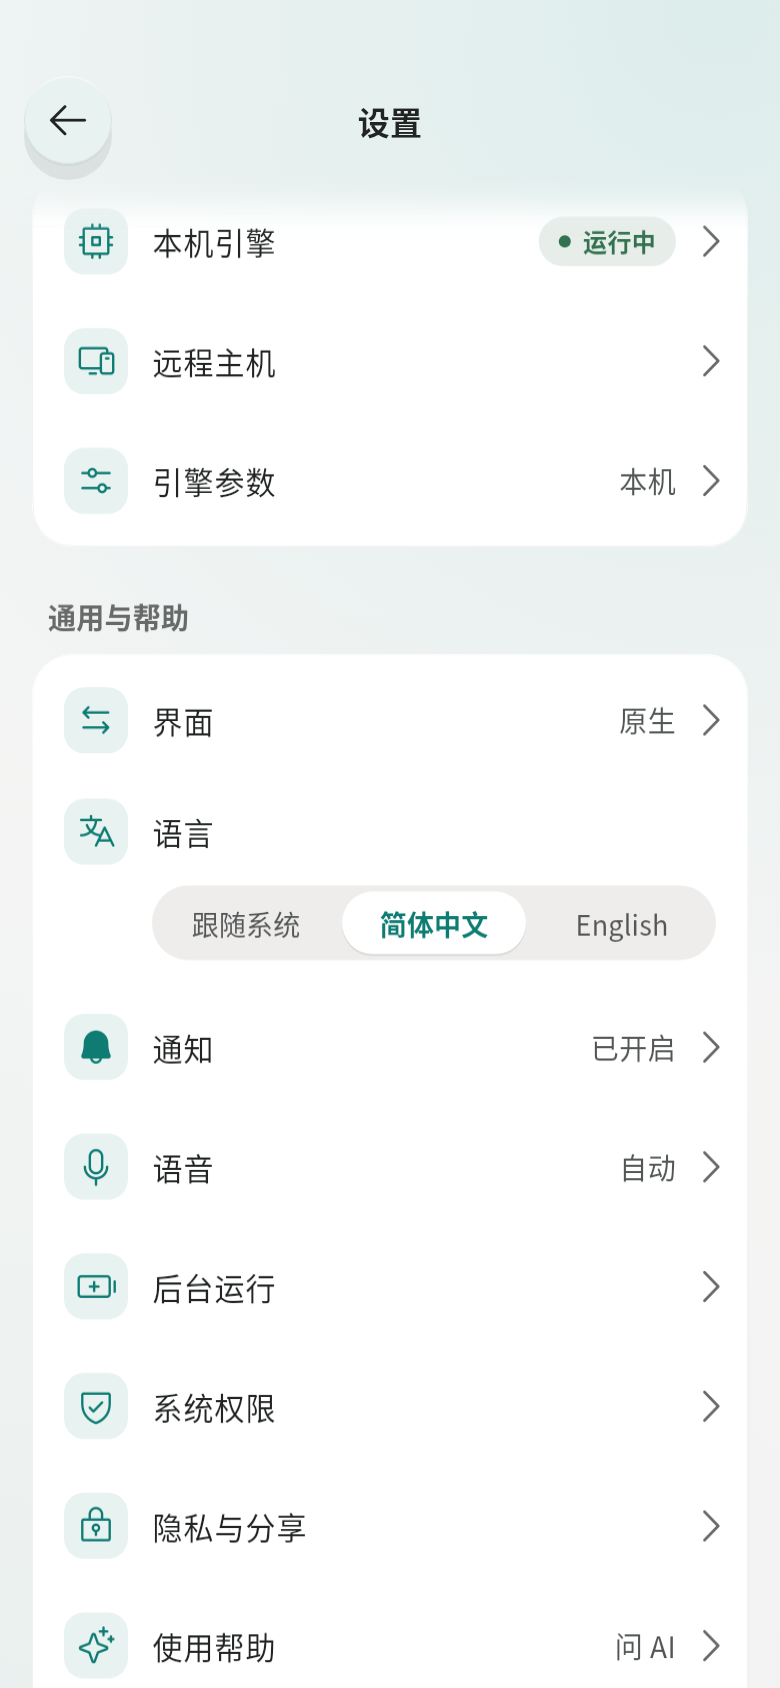 设置
本机引擎 运行中
远程主机
引擎参数 本机
通用与帮助
界面 原生
语言
跟随系统 简体中文 English
通知 已开启
语音 自动
后台运行
系统权限
隐私与分享
使用帮助 问 AI